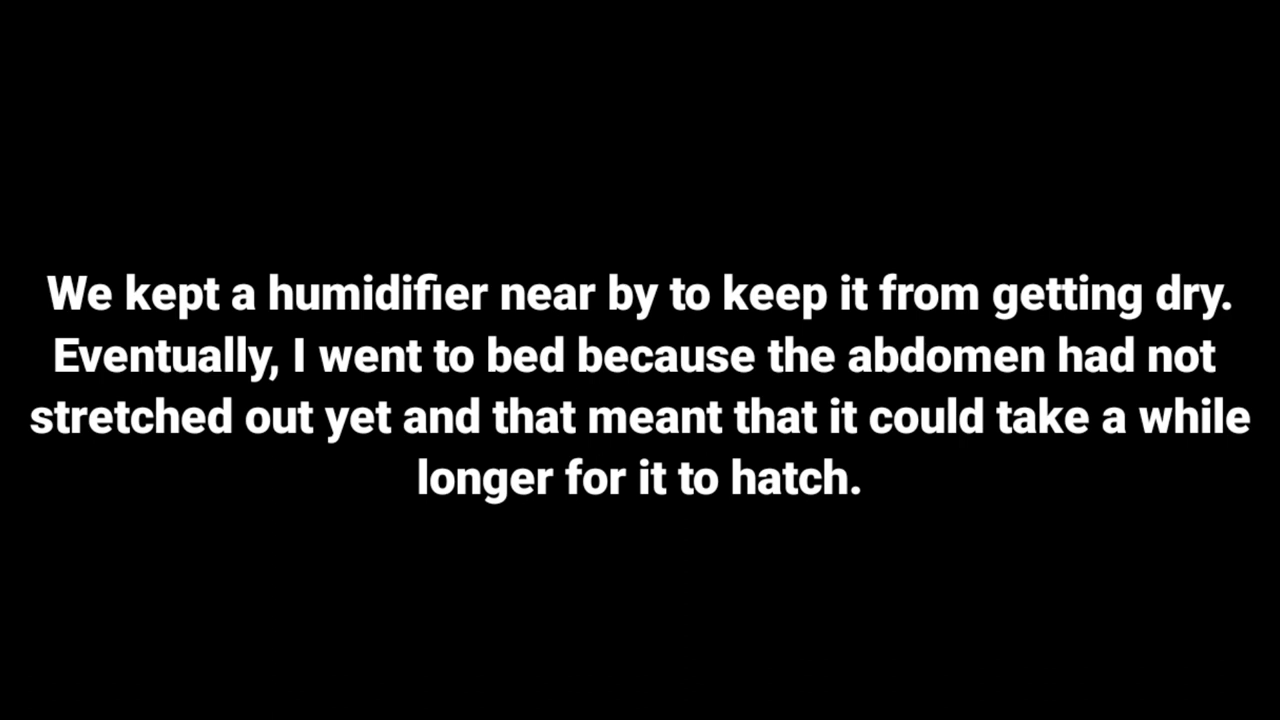 We kept a humidifier near by to keep it from getting dry.
Eventually, I went to bed because the abdomen had not
stretched out yet and that meant that it could take a while
longer for it to hatch.